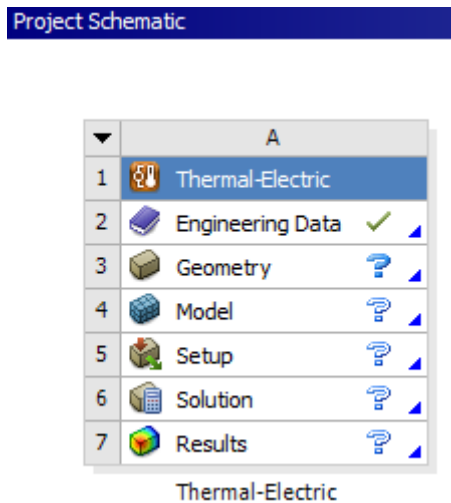 Project Schematic
A
1 Thermal-Electric
2 Engineering Data
3 Geometry
4 Model
5 Setup
6 Solution
7 Results
Thermal-Electric